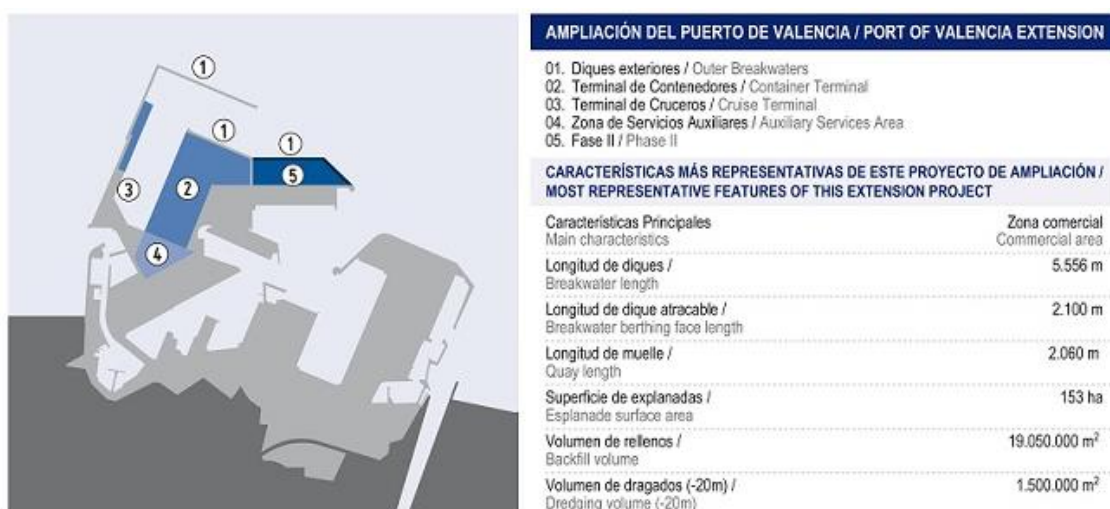 1
1
1
5
2
3
4
AMPLIACIÓN DEL PUERTO DE VALENCIA / PORT OF VALENCIA EXTENSION
01. Diques exteriores / Outer Breakwaters
02. Terminal de Contenedores / Container Terminal
03. Terminal de Cruceros / Cruise Terminal
04. Zona de Servicios Auxiliares / Auxiliary Services Area
05. Fase II / Phase II
CARACTERÍSTICAS MÁS REPRESENTATIVAS DE ESTE PROYECTO DE AMPLIACIÓN /
MOST REPRESENTATIVE FEATURES OF THIS EXTENSION PROJECT
Características Principales Zona comercial
Main characteristics Commercial area
Longitud de diques / 5.556 m
Breakwater length
Longitud de dique atracable / 2.100 m
Breakwater berthing face length
Longitud de muelle / 2.060 m
Quay length
Superficie de explanadas / 153 ha
Esplanade surface area
Volumen de rellenos / 19.050.000 m²
Backfill volume
Volumen de dragados (-20m) / 1.500.000 m²
Dredging volume (-20m)